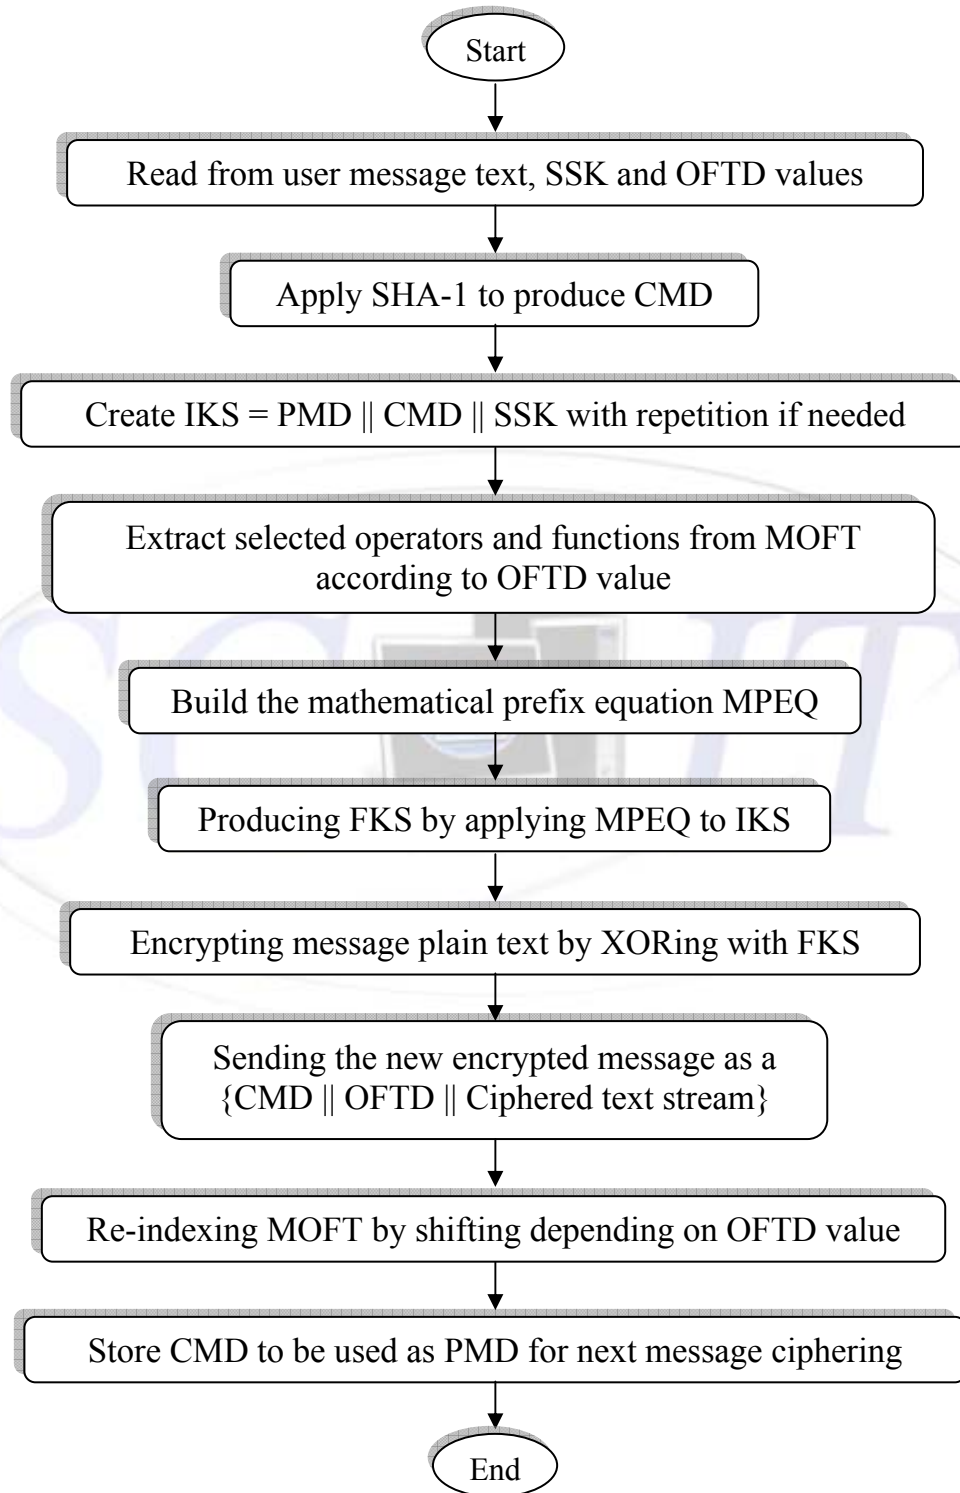 Start
Read from user message text, SSK and OFTD values
Apply SHA-1 to produce CMD
Create IKS = PMD || CMD || SSK with repetition if needed
Extract selected operators and functions from MOFT
according to OFTD value
Build the mathematical prefix equation MPEQ
Producing FKS by applying MPEQ to IKS
Encrypting message plain text by XORing with FKS
Sending the new encrypted message as a
{CMD || OFTD || Ciphered text stream}
Re-indexing MOFT by shifting depending on OFTD value
Store CMD to be used as PMD for next message ciphering
End